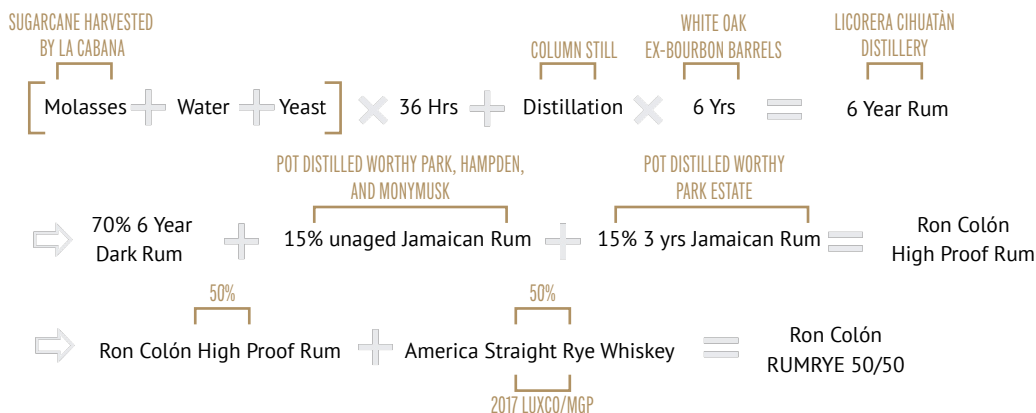 SUGARCANE HARVESTED
BY LA CABANA
COLUMN STILL
WHITE OAK
EX-BOURBON BARRELS
LICORERA CIHUATÀN
DISTILLERY
[ Molasses + Water + Yeast ] × 36 Hrs + Distillation × 6 Yrs = 6 Year Rum
POT DISTILLED WORTHY PARK, HAMPDEN,
AND MONYMUSK
POT DISTILLED WORTHY
PARK ESTATE
70% 6 Year
Dark Rum
+ 15% unaged Jamaican Rum + 15% 3 yrs Jamaican Rum =
Ron Colón
High Proof Rum
50%
50%
Ron Colón High Proof Rum + America Straight Rye Whiskey =
Ron Colón
RUMRYE 50/50
2017 LUXCO/MGP